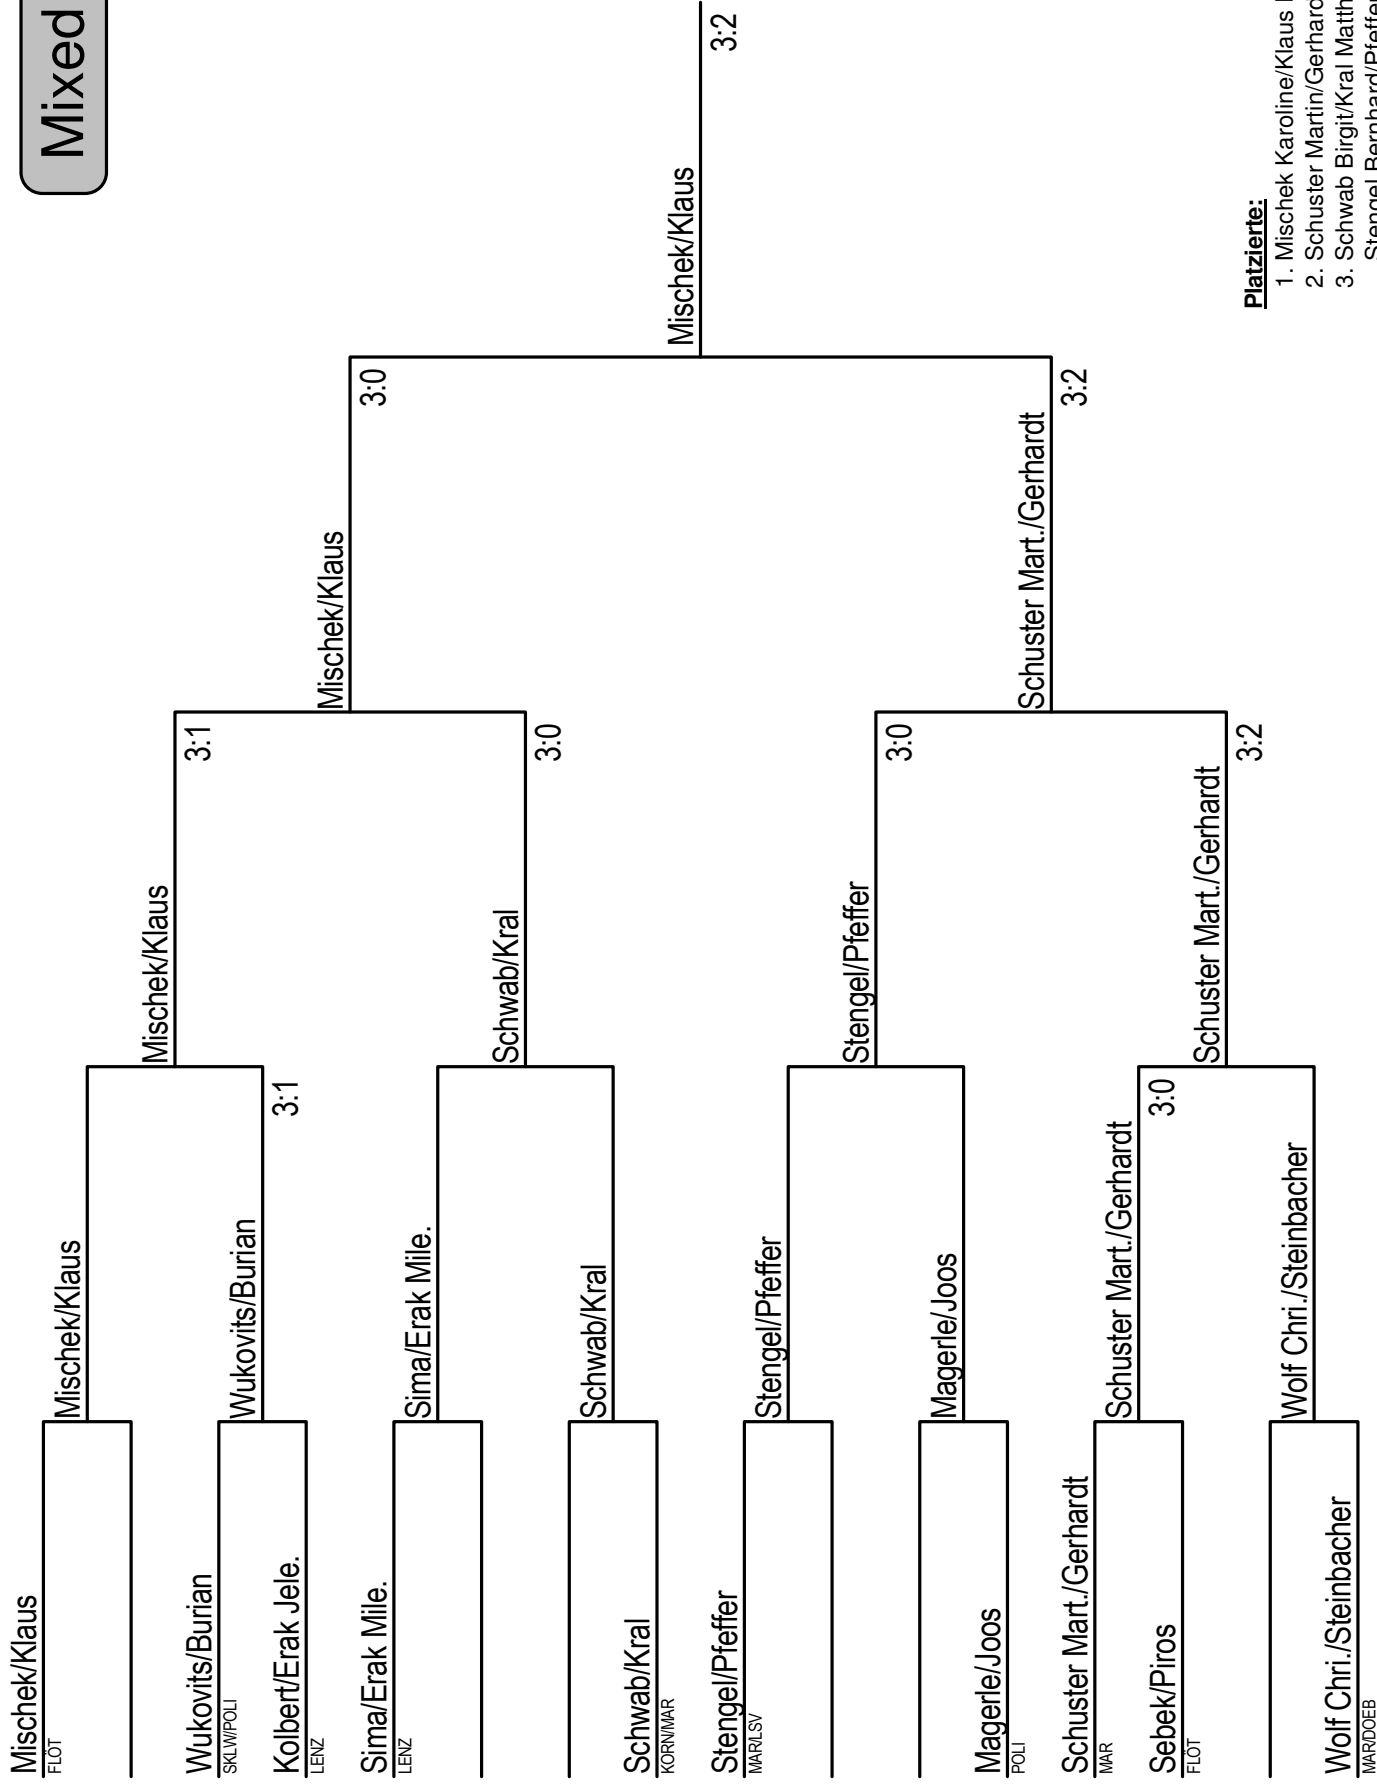 Mixed
Mischek/Klaus
FLÖT
Wukovits/Burian
SKLW/POLI
Kolbert/Erak Jele.
LENZ
Sima/Erak Mile.
LENZ
Schwab/Kral
KORN/MAR
Stengel/Pfeffer
MAR/LSV
Magerle/Joos
POLI
Schuster Mart./Gerhardt
MAR
Sebek/Piros
FLÖT
Wolf Chri./Steinbacher
MAR/DOEB
Mischek/Klaus
Wukovits/Burian
3:1
Sima/Erak Mile.
Schwab/Kral
Stengel/Pfeffer
Magerle/Joos
Schuster Mart./Gerhardt
3:0
Wolf Chri./Steinbacher
Mischek/Klaus
3:1
Schwab/Kral
3:0
Stengel/Pfeffer
3:0
Schuster Mart./Gerhardt
3:2
Mischek/Klaus
3:0
Schuster Mart./Gerhardt
3:2
Mischek/Klaus
3:2
Platzierte:
1. Mischek Karoline/Klaus
2. Schuster Martin/Gerhard
3. Schwab Birgit/Kral Matth
Stengel Bernhard/Pfeffer